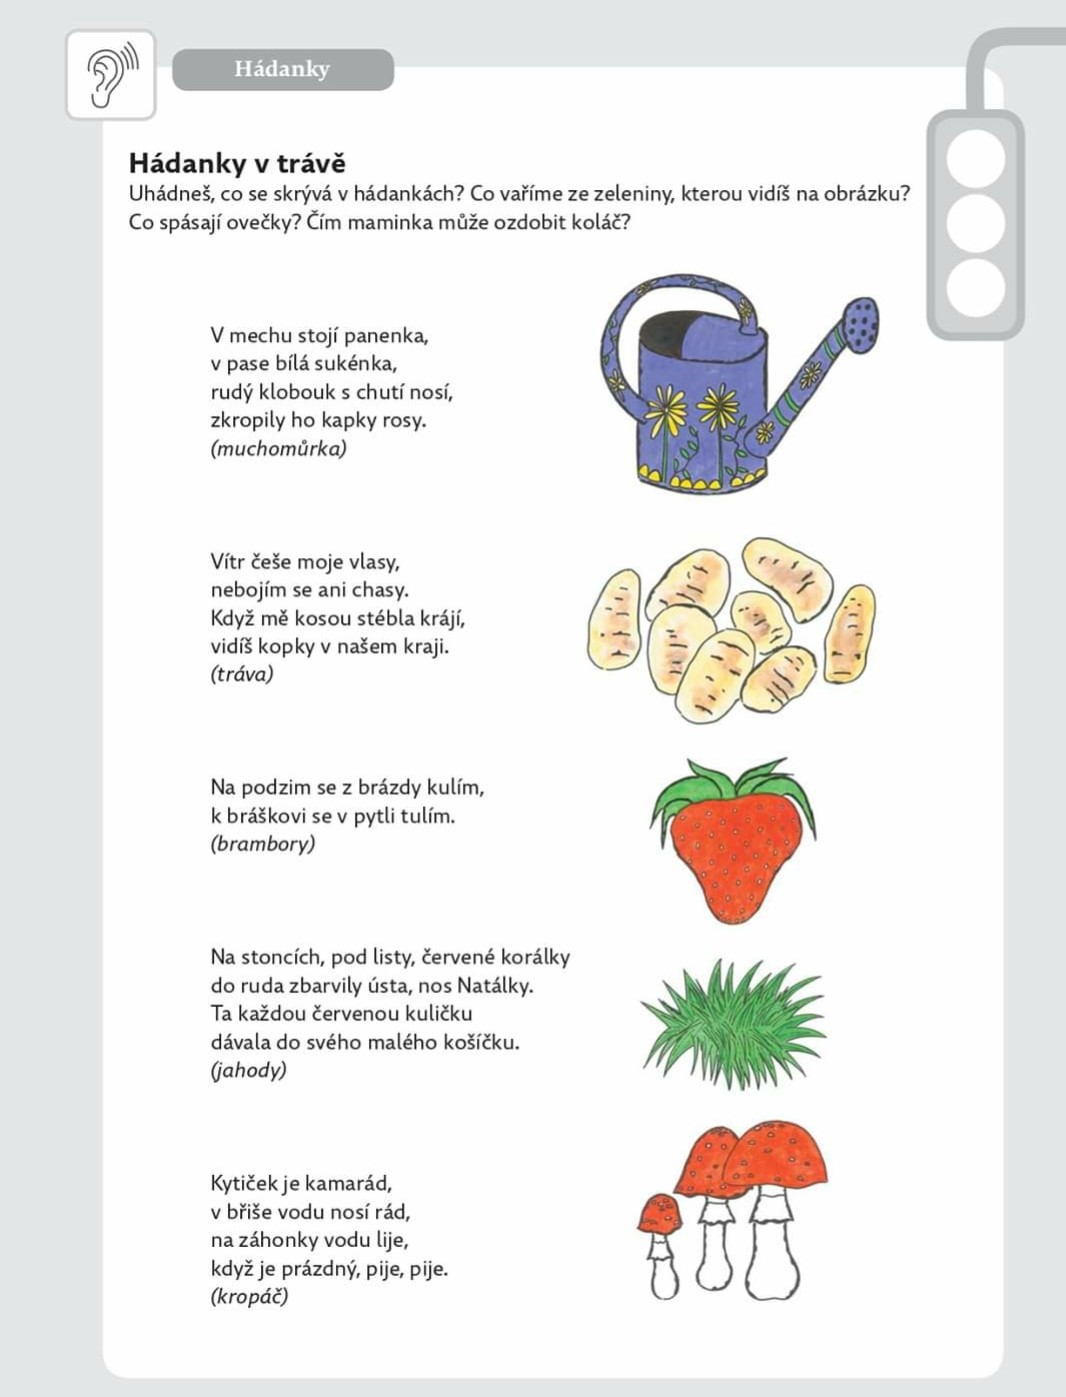 Hádanky
Hádanky v trávě
Uhádneš, co se skrývá v hádankách? Co vaříme ze zeleniny, kterou vidíš na obrázku?
Co spásají ovečky? Čím maminka může ozdobit koláč?
V mechu stojí panenka,
v pase bílá sukénka,
rudý klobouk s chutí nosí,
zkropily ho kapky rosy.
(muchomůrka)
Vítr češe moje vlasy,
nebojím se ani chasy.
Když mě kosou stébla krájí,
vidíš kopky v našem kraji.
(tráva)
Na podzim se z brázdy kulím,
k bráškovi se v pytli tulím.
(brambory)
Na stoncích, pod listy, červené korálky
do ruda zbarvily ústa, nos Natálky.
Ta každou červenou kuličku
dávala do svého malého košíčku.
(jahody)
Kytiček je kamarád,
v břiše vodu nosí rád,
na záhonky vodu lije,
když je prázdný, pije, pije.
(kropáč)